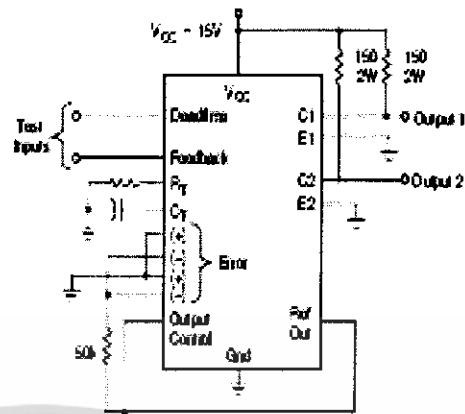 VCC = 15V
150
2W
150
2W
VCC
Test
Inputs
Deadtime
Feedback
RT
CT
(+)
(-)
(+)
(-)
Error
Output
Control
50k
Gnd
C1
E1
C2
E2
Output 1
Output 2
Ref
Out